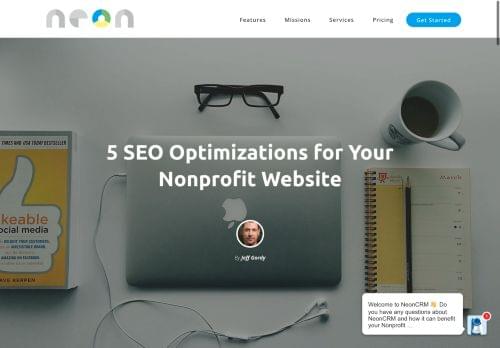 neon
Features
Missions
Services
Pricing
Get Started
5 SEO Optimizations for Your
Nonprofit Website
By Jeff Gordy
TIMES AND USA TODAY BESTSELLER
keable
social media
AVE KERPEN
March
Welcome to NeonCRM 👋 Do
you have any questions about
NeonCRM and how it can benefit
your Nonprofit ...
1